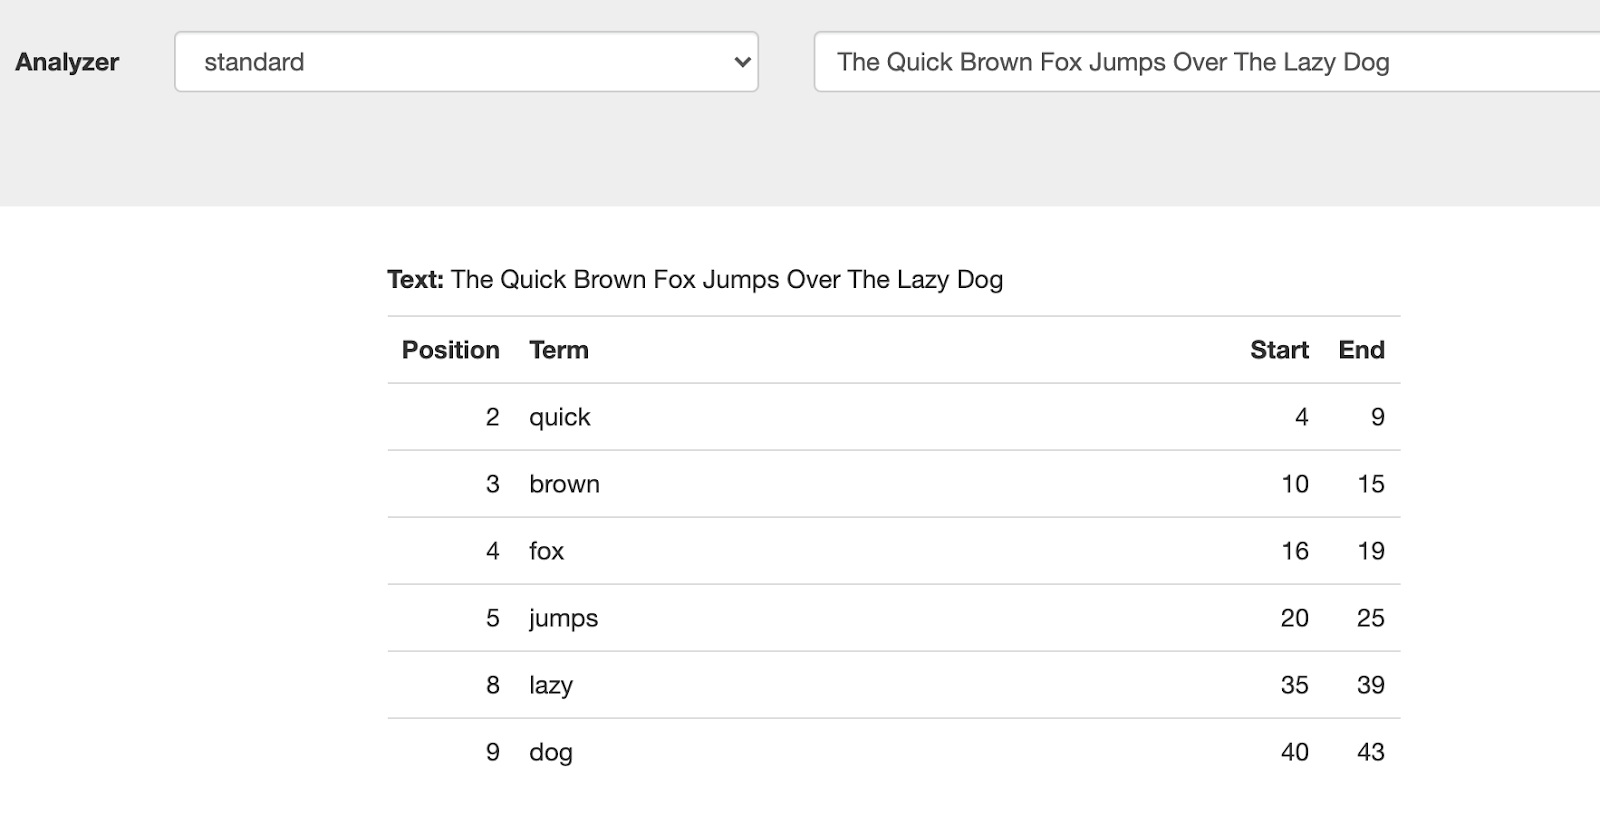 Analyzer standard The Quick Brown Fox Jumps Over The Lazy Dog
Text: The Quick Brown Fox Jumps Over The Lazy Dog
Position Term Start End
2 quick 4 9
3 brown 10 15
4 fox 16 19
5 jumps 20 25
8 lazy 35 39
9 dog 40 43